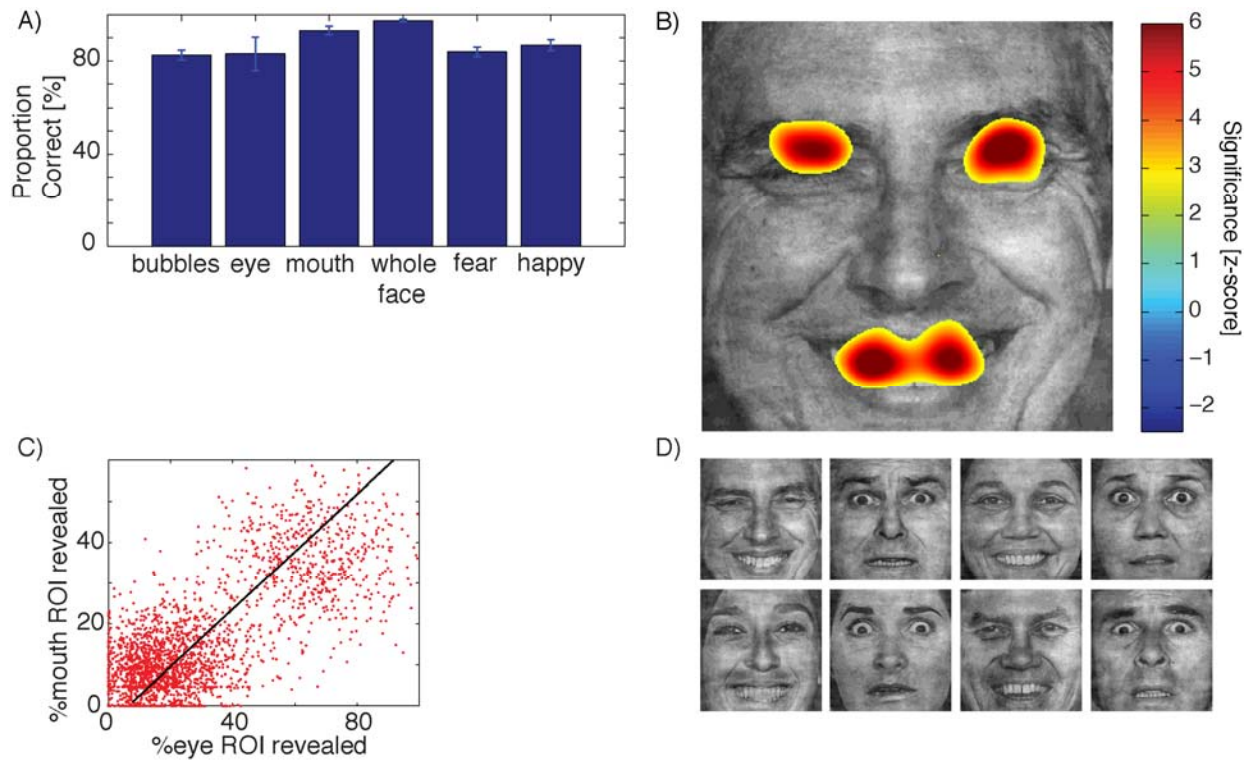 A)
Proportion
Correct [%]
80
40
0
bubbles eye mouth whole fear happy
face
B)
6
5
4
3
2
1
0
−1
−2
Significance [z-score]
C)
%mouth ROI revealed
40
20
0
0 40 80
%eye ROI revealed
D)